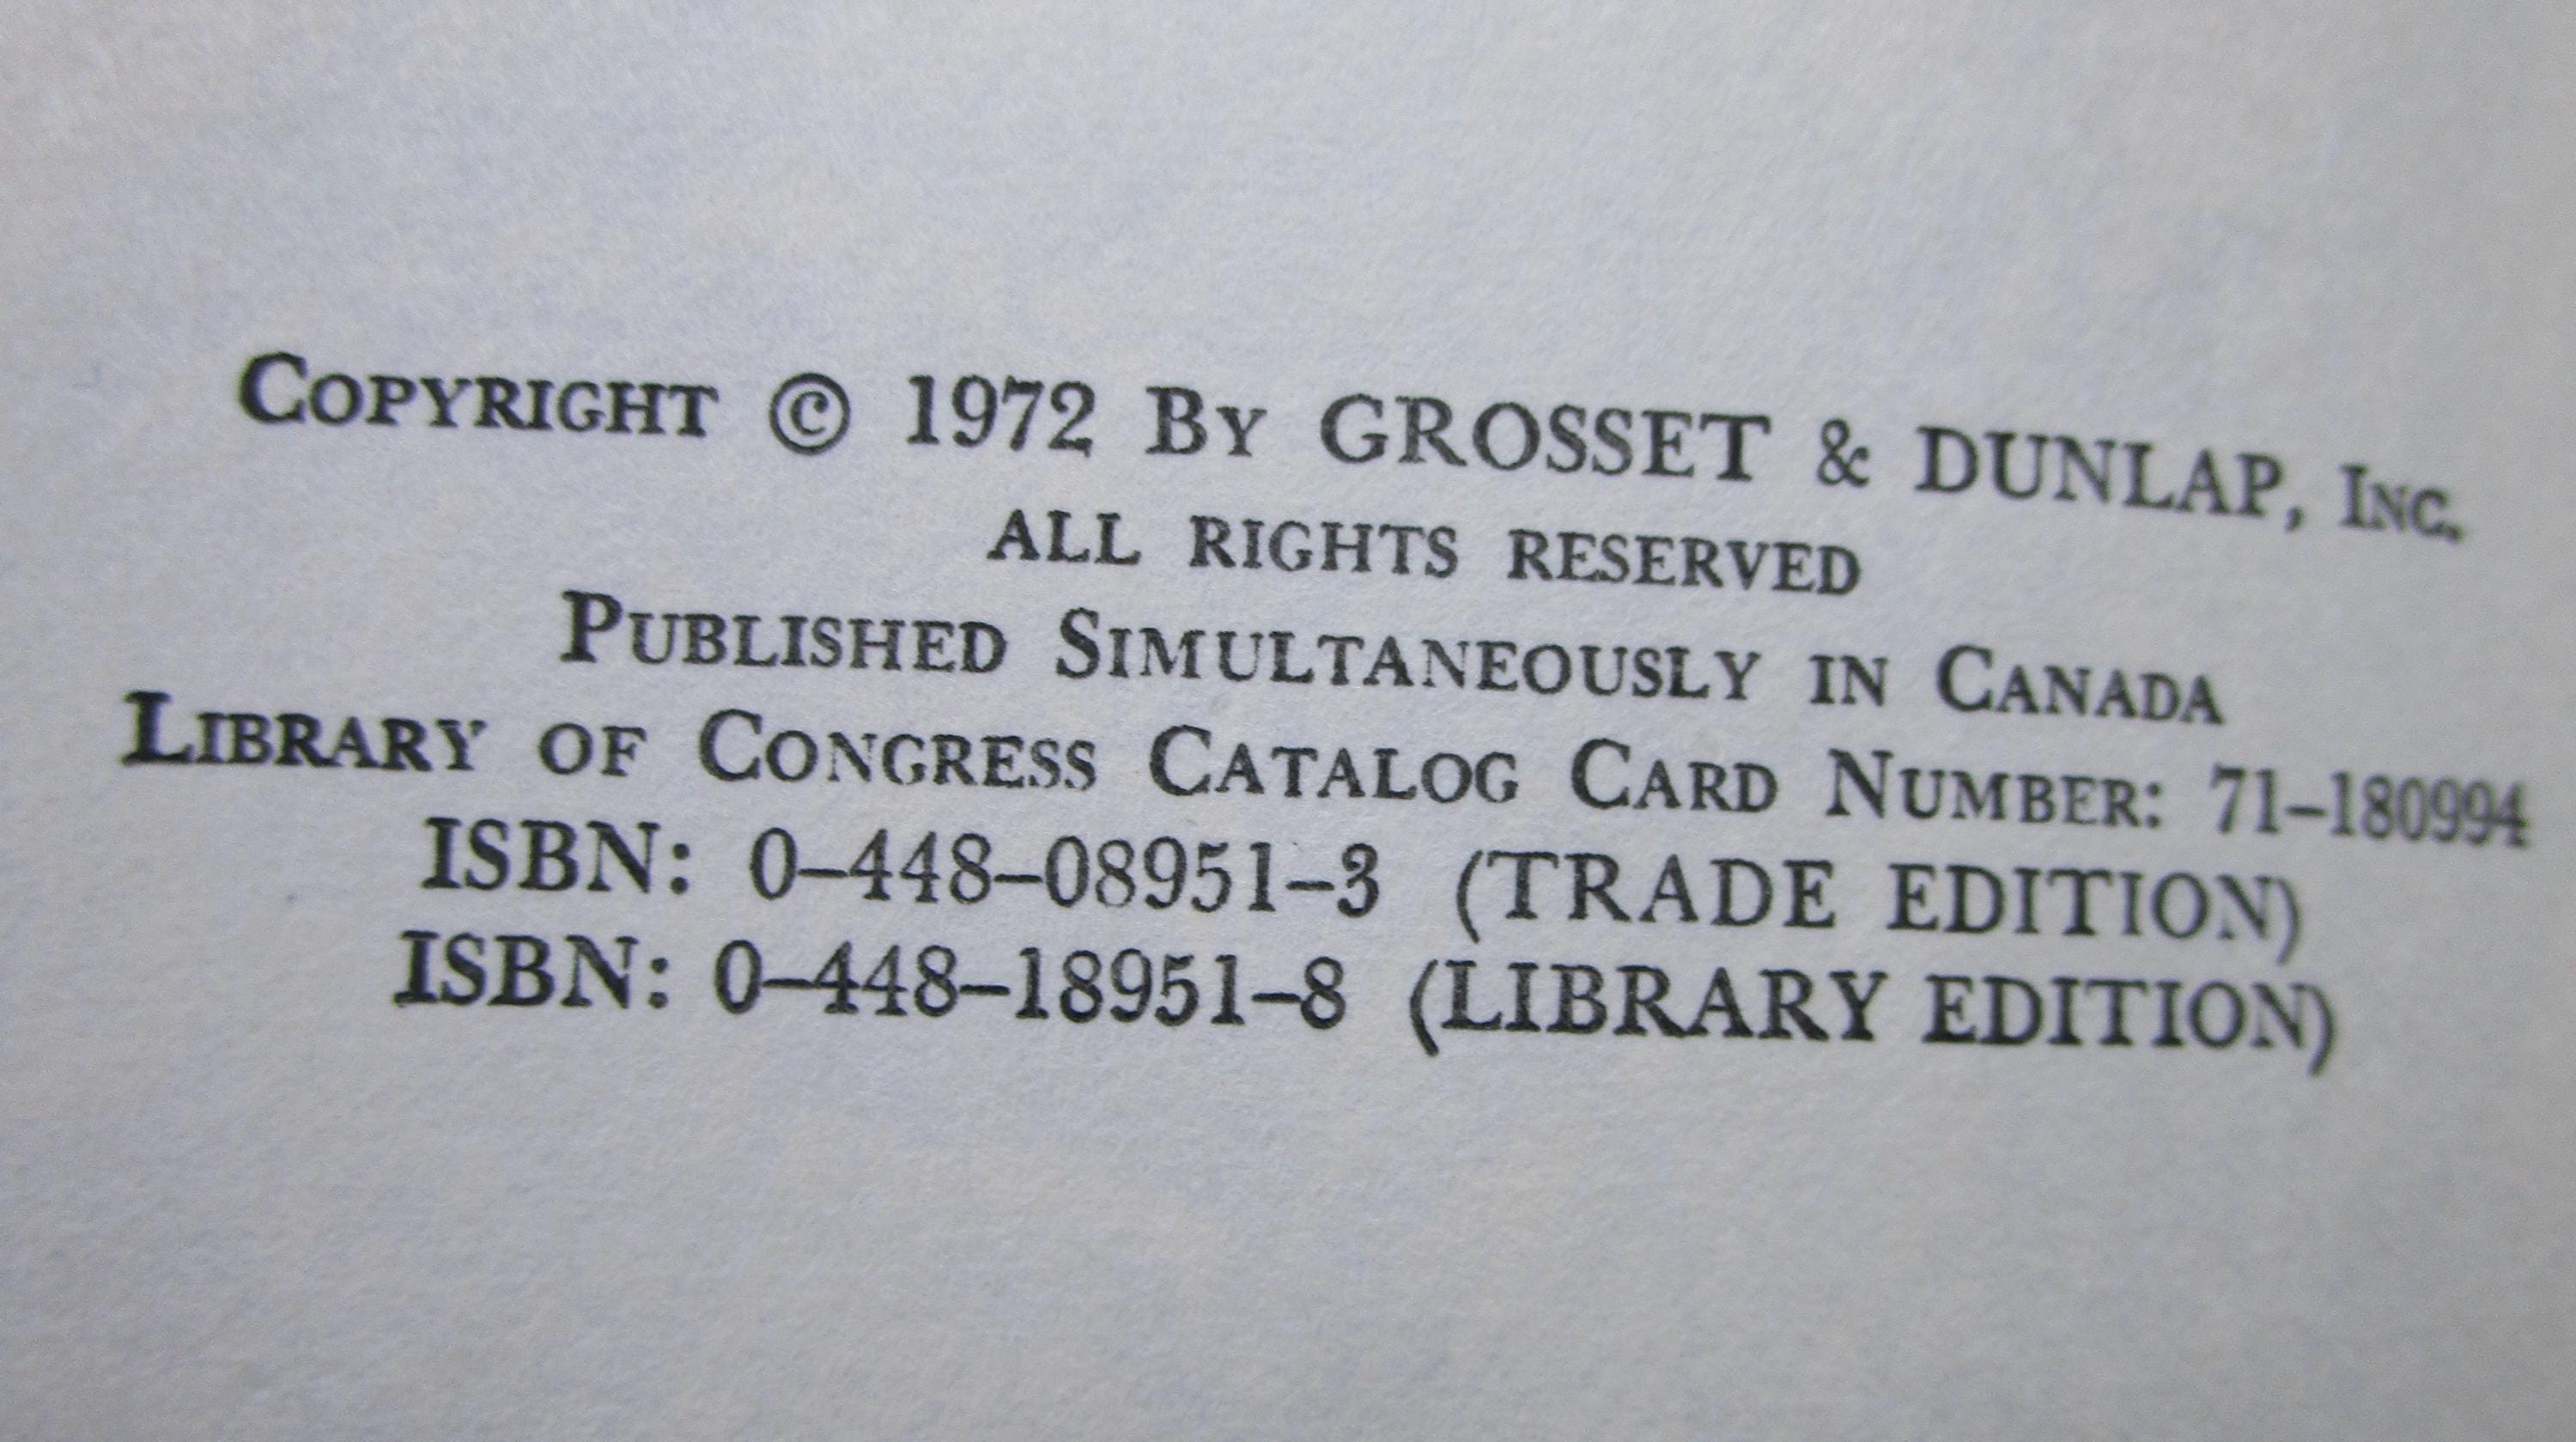 COPYRIGHT © 1972 BY GROSSET & DUNLAP, INC.
ALL RIGHTS RESERVED
PUBLISHED SIMULTANEOUSLY IN CANADA
LIBRARY OF CONGRESS CATALOG CARD NUMBER: 71–180994
ISBN: 0–448–08951–3 (TRADE EDITION)
ISBN: 0–448–18951–8 (LIBRARY EDITION)